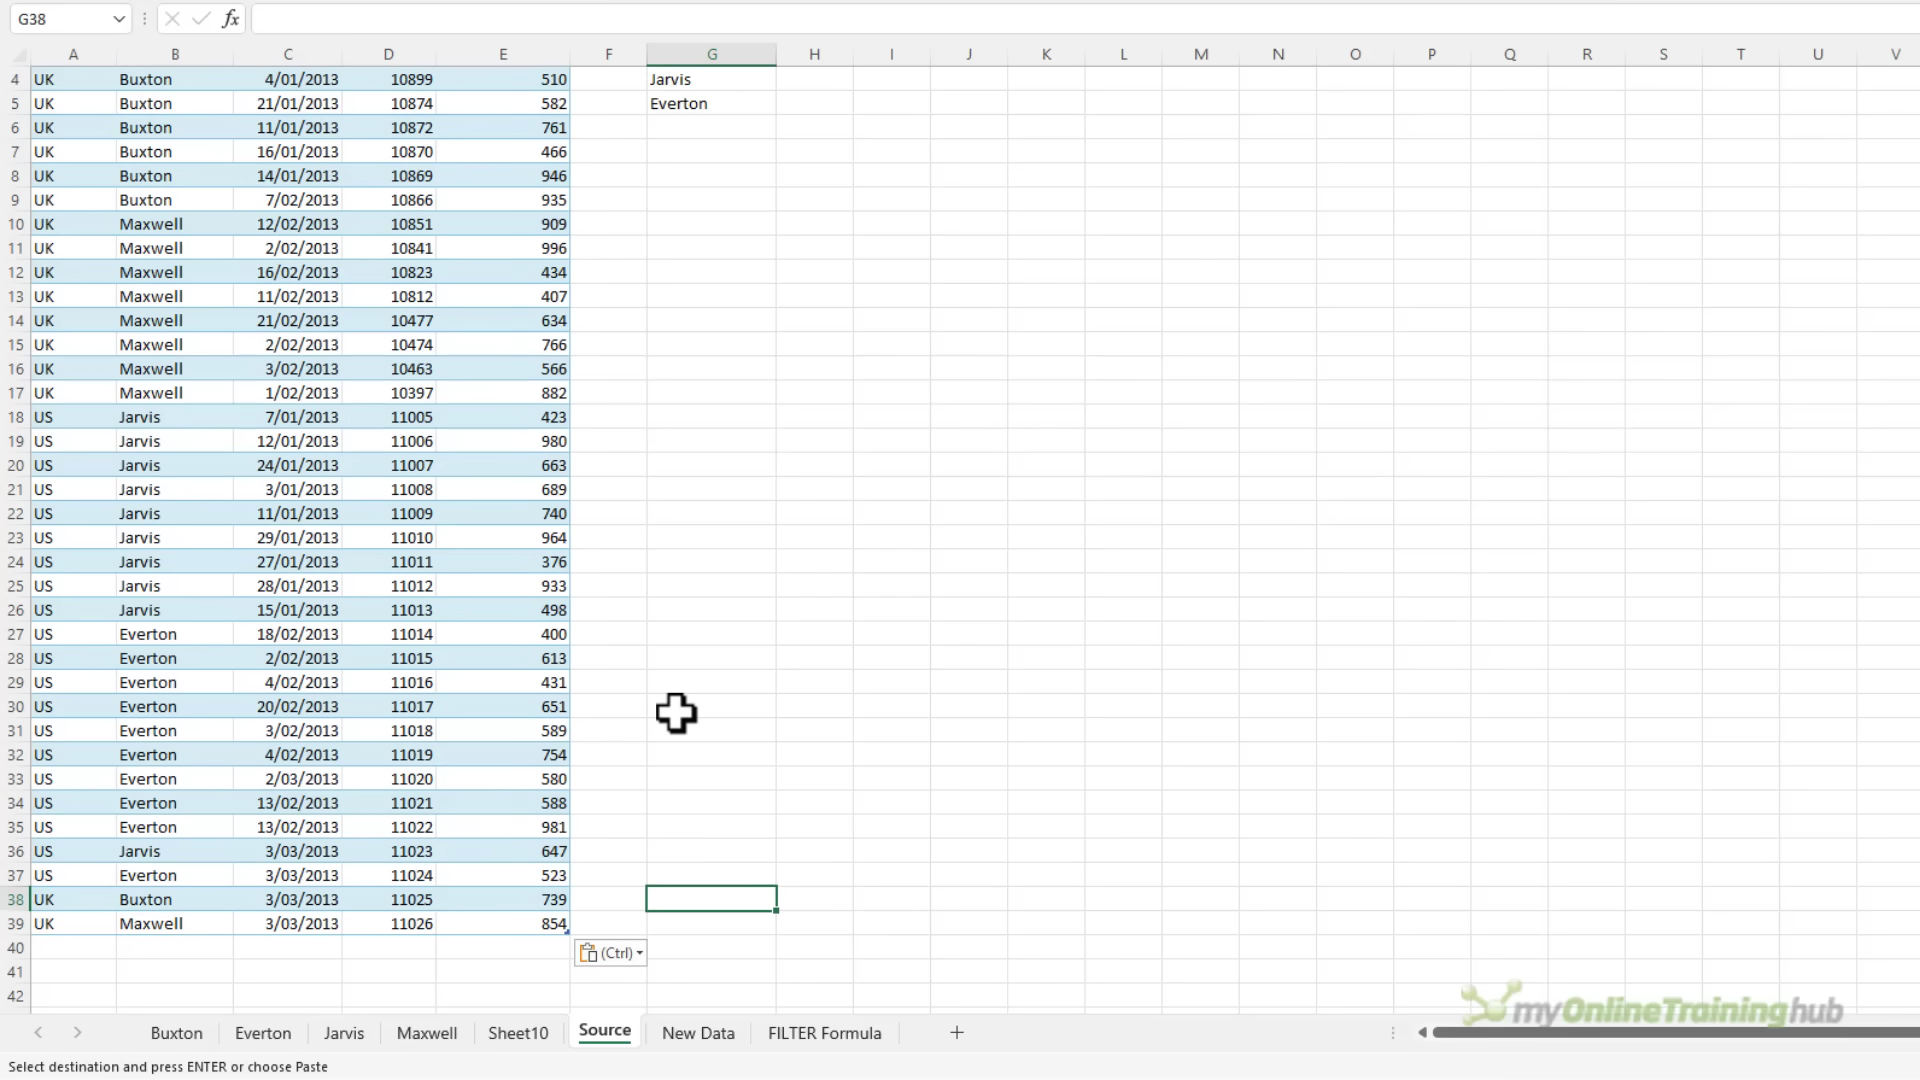 G38
fx
A B C D E F G H I J K L M N O P Q R S T U V
4 UK Buxton 4/01/2013 10899 510 Jarvis
5 UK Buxton 21/01/2013 10874 582 Everton
6 UK Buxton 11/01/2013 10872 761
7 UK Buxton 16/01/2013 10870 466
8 UK Buxton 14/01/2013 10869 946
9 UK Buxton 7/02/2013 10866 935
10 UK Maxwell 12/02/2013 10851 909
11 UK Maxwell 2/02/2013 10841 996
12 UK Maxwell 16/02/2013 10823 434
13 UK Maxwell 11/02/2013 10812 407
14 UK Maxwell 21/02/2013 10477 634
15 UK Maxwell 2/02/2013 10474 766
16 UK Maxwell 3/02/2013 10463 566
17 UK Maxwell 1/02/2013 10397 882
18 US Jarvis 7/01/2013 11005 423
19 US Jarvis 12/01/2013 11006 980
20 US Jarvis 24/01/2013 11007 663
21 US Jarvis 3/01/2013 11008 689
22 US Jarvis 11/01/2013 11009 740
23 US Jarvis 29/01/2013 11010 964
24 US Jarvis 27/01/2013 11011 376
25 US Jarvis 28/01/2013 11012 933
26 US Jarvis 15/01/2013 11013 498
27 US Everton 18/02/2013 11014 400
28 US Everton 2/02/2013 11015 613
29 US Everton 4/02/2013 11016 431
30 US Everton 20/02/2013 11017 651
31 US Everton 3/02/2013 11018 589
32 US Everton 4/02/2013 11019 754
33 US Everton 2/03/2013 11020 580
34 US Everton 13/02/2013 11021 588
35 US Everton 13/02/2013 11022 981
36 US Jarvis 3/03/2013 11023 647
37 US Everton 3/03/2013 11024 523
38 UK Buxton 3/03/2013 11025 739
39 UK Maxwell 3/03/2013 11026 854
40 (Ctrl)
41
42
myOnlineTraininghub
Buxton Everton Jarvis Maxwell Sheet10 Source New Data FILTER Formula
Select destination and press ENTER or choose Paste